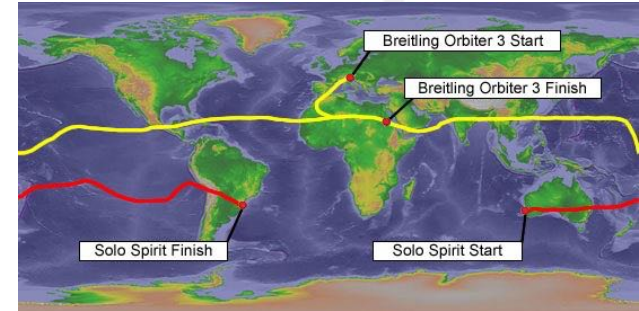 Breitling Orbiter 3 Start
Breitling Orbiter 3 Finish
Solo Spirit Finish
Solo Spirit Start